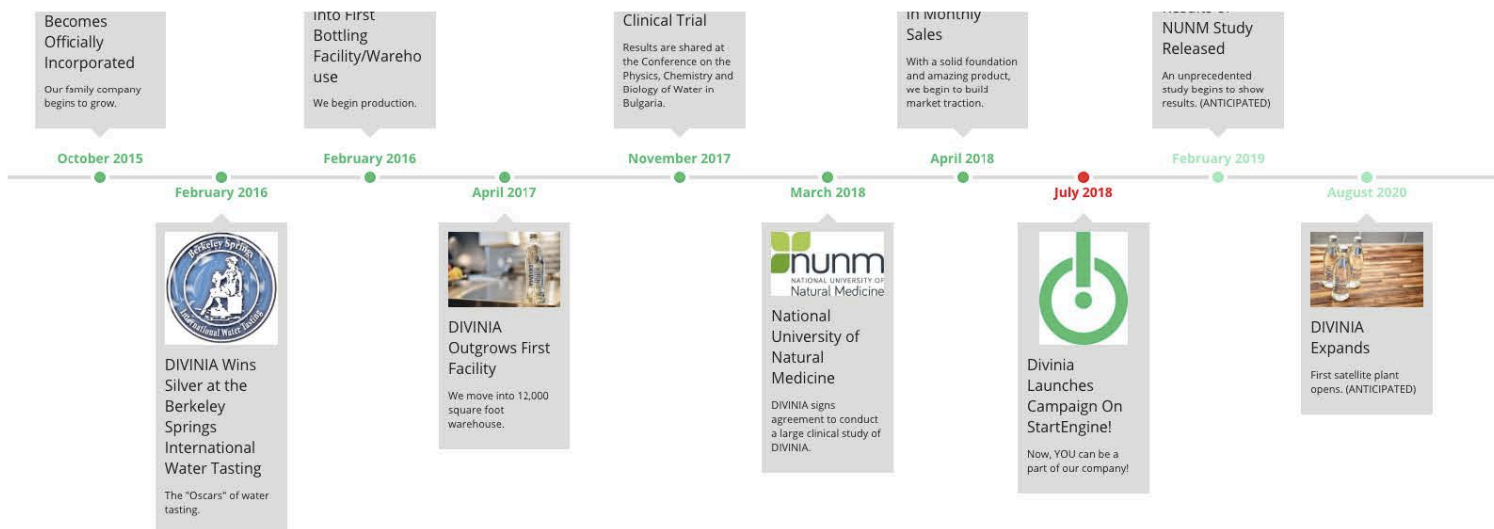 Becomes
Officially
Incorporated
Our family company
begins to grow.
October 2015
February 2016
Berkeley Springs
International Water Tasting
DIVINIA Wins
Silver at the
Berkeley
Springs
International
Water Tasting
The "Oscars" of water
tasting.
Into First
Bottling
Facility/Wareho
use
We begin production.
February 2016
April 2017
DIVINIA
Outgrows First
Facility
We move into 12,000
square foot
warehouse.
Clinical Trial
Results are shared at
the Conference on the
Physics, Chemistry and
Biology of Water in
Bulgaria.
November 2017
March 2018
nunm
NATIONAL UNIVERSITY OF
Natural Medicine
National
University of
Natural
Medicine
DIVINIA signs
agreement to conduct
a large clinical study of
DIVINIA.
in Monthly
Sales
With a solid foundation
and amazing product,
we begin to build
market traction.
April 2018
July 2018
Divinia
Launches
Campaign On
StartEngine!
Now, YOU can be a
part of our company!
Results of
NUNM Study
Released
An unprecedented
study begins to show
results. (ANTICIPATED)
February 2019
August 2020
DIVINIA
Expands
First satellite plant
opens. (ANTICIPATED)